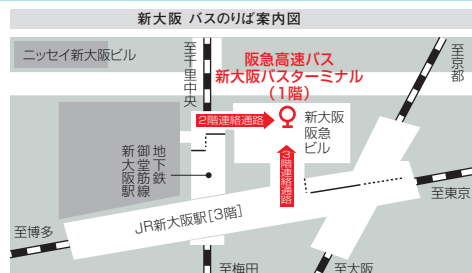 新大阪 バスのりば案内図
ニッセイ新大阪ビル
至千里中央
至京都
阪急高速バス
新大阪バスターミナル
(1階)
2階連絡通路
新大阪
阪急
ビル
地下鉄
御堂筋線
新大阪駅
3階連絡通路
JR新大阪駅[3階]
至東京
至博多
至梅田
至大阪